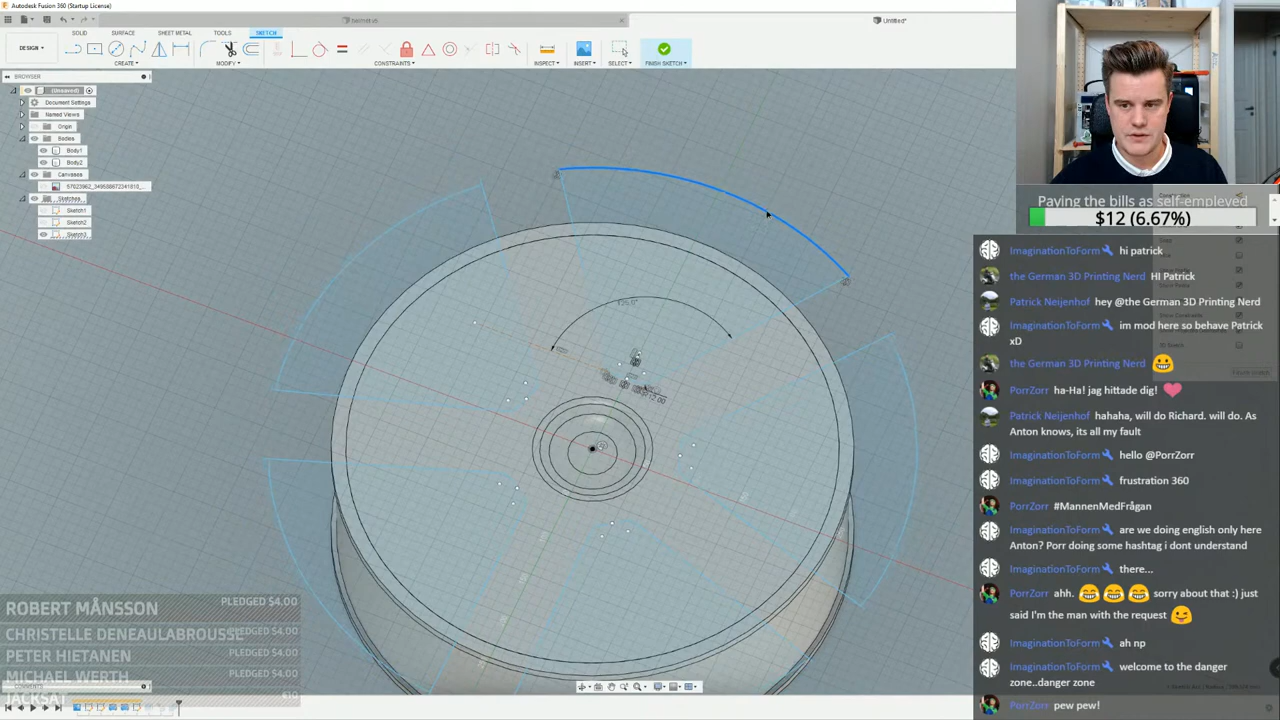 Autodesk Fusion 360 (Startup License)
Untitled*
SOLID SURFACE SHEET METAL TOOLS SKETCH
DESIGN
CREATE MODIFY CONSTRAINTS INSPECT INSERT SELECT FINISH SKETCH
BROWSER
(Unsaved)
Document Settings
Named Views
Origin
Bodies
Body1
Body2
Canvases
Sketches
Sketch1
Sketch2
Sketch3
Paying the bills as self-employed
$12 (6.67%)
ImaginationToForm hi patrick
the German 3D Printing Nerd HI Patrick
Patrick Neijenhof hey @the German 3D Printing Nerd
ImaginationToForm im mod here so behave Patrick
xD
the German 3D Printing Nerd 😀
PorrZorr ha-Ha! jag hittade dig! ❤
Patrick Neijenhof hahaha, will do Richard. will do. As
Anton knows, its all my fault
ImaginationToForm hello @PorrZorr
ImaginationToForm frustration 360
PorrZorr #MannenMedFrågan
ImaginationToForm are we doing english only here
Anton? Porr doing some hashtag i dont understand
ImaginationToForm there...
PorrZorr ahh. 😂 😂 😂 sorry about that :) just
said I'm the man with the request 😉
ImaginationToForm ah np
ImaginationToForm welcome to the danger
zone..danger zone
PorrZorr pew pew!
ROBERT MÅNSSON PLEDGED $4.00
CHRISTELLE DENEAULABROUSSE PLEDGED $4.00
PETER HIETANEN PLEDGED $4.00
MICHAEL WERTH PLEDGED $4.00
JACKSAT